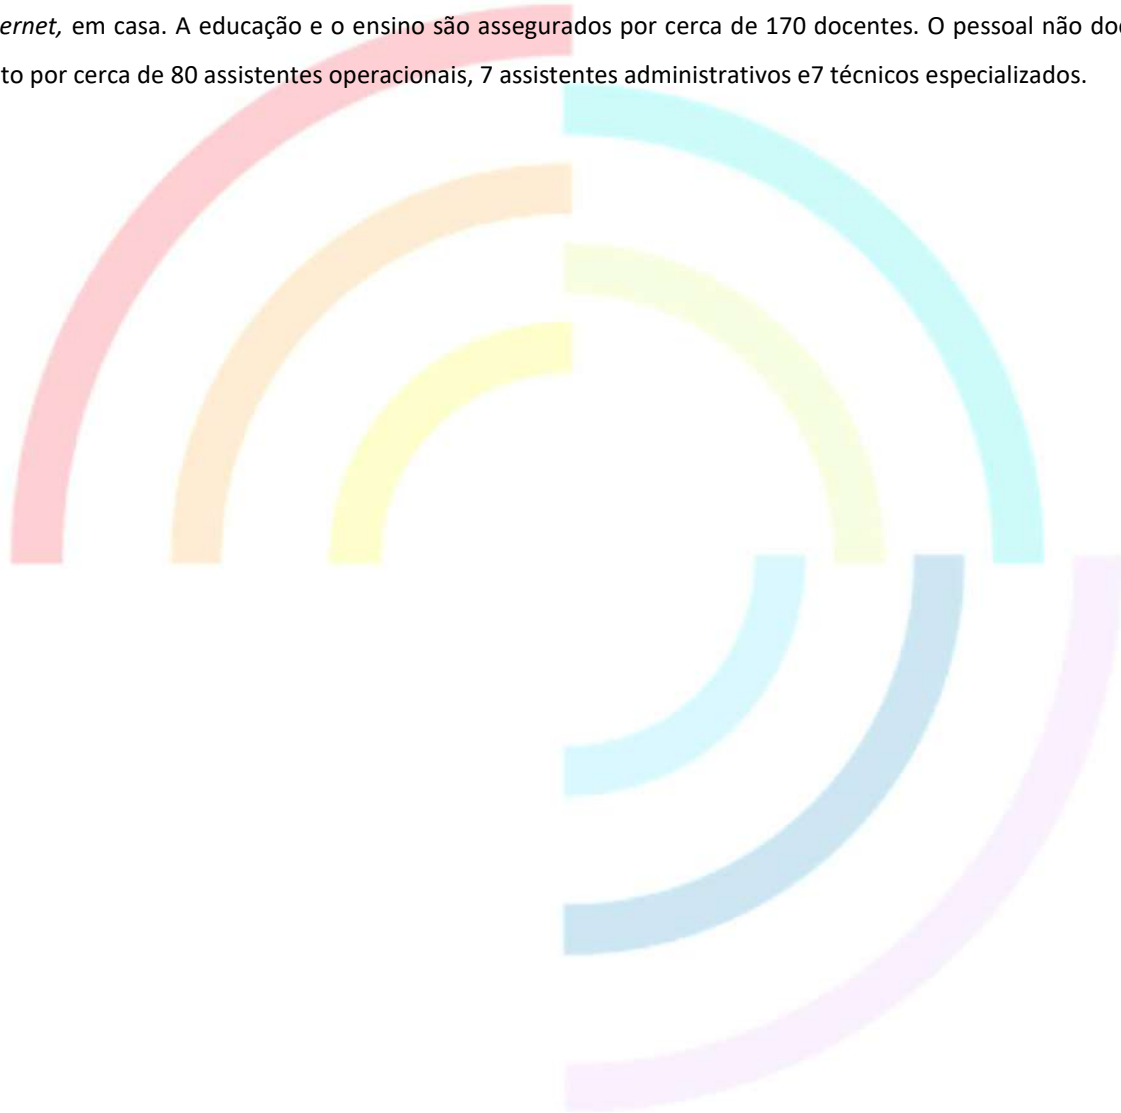 ernet, em casa. A educação e o ensino são assegurados por cerca de 170 docentes. O pessoal não doc
to por cerca de 80 assistentes operacionais, 7 assistentes administrativos e7 técnicos especializados.